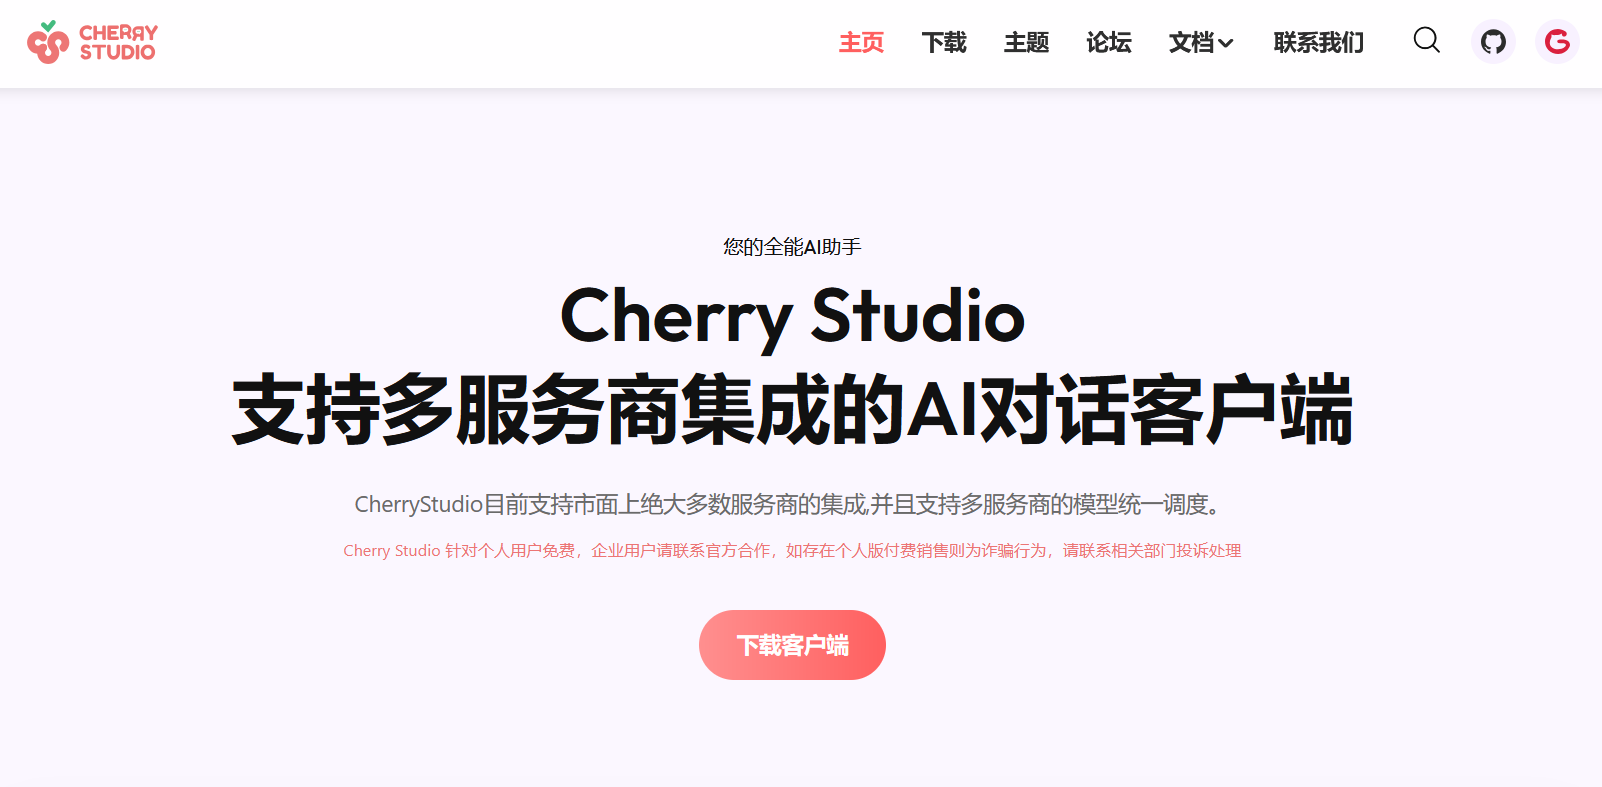 CHERRY
STUDIO
主页 下载 主题 论坛 文档 联系我们
您的全能AI助手
Cherry Studio
支持多服务商集成的AI对话客户端
CherryStudio目前支持市面上绝大多数服务商的集成,并且支持多服务商的模型统一调度。
Cherry Studio 针对个人用户免费，企业用户请联系官方合作，如存在个人版付费销售则为诈骗行为，请联系相关部门投诉处理
下载客户端